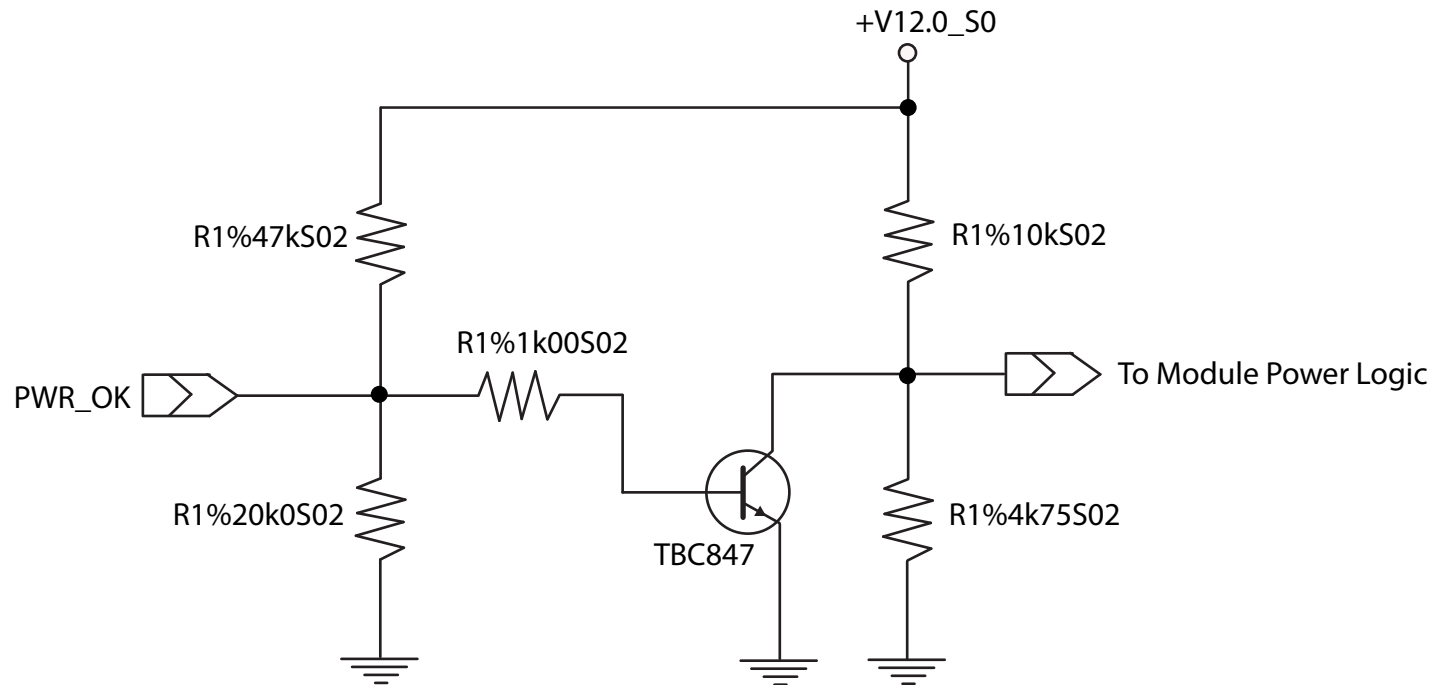 +V12.0_S0
R1%47kS02
R1%10kS02
R1%1k00S02
PWR_OK
To Module Power Logic
R1%20k0S02
R1%4k75S02
TBC847